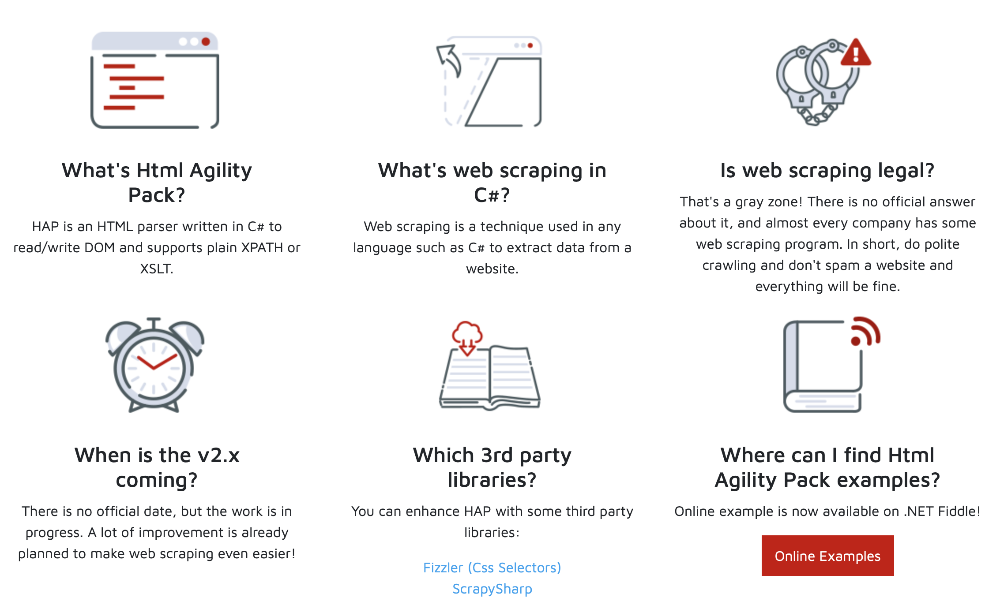 What's Html Agility
Pack?
HAP is an HTML parser written in C# to
read/write DOM and supports plain XPATH or
XSLT.
What's web scraping in
C#?
Web scraping is a technique used in any
language such as C# to extract data from a
website.
Is web scraping legal?
That's a gray zone! There is no official answer
about it, and almost every company has some
web scraping program. In short, do polite
crawling and don't spam a website and
everything will be fine.
When is the v2.x
coming?
There is no official date, but the work is in
progress. A lot of improvement is already
planned to make web scraping even easier!
Which 3rd party
libraries?
You can enhance HAP with some third party
libraries:
Fizzler (Css Selectors)
ScrapySharp
Where can I find Html
Agility Pack examples?
Online example is now available on .NET Fiddle!
Online Examples